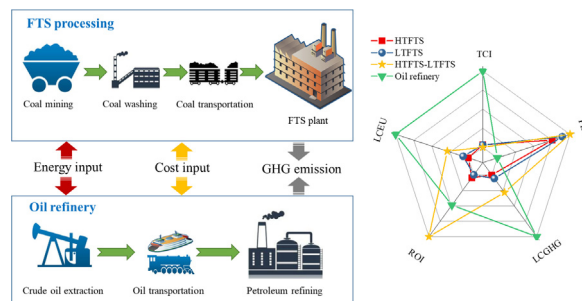 FTS processing
Coal mining
Coal washing
Coal transportation
FTS plant
Energy input
Cost input
GHG emission
Oil refinery
Crude oil extraction
Oil transportation
Petroleum refining
HTFTS
LTFTS
HTFTS-LTFTS
Oil refinery
TCI
LCEU
ROI
LCGHG